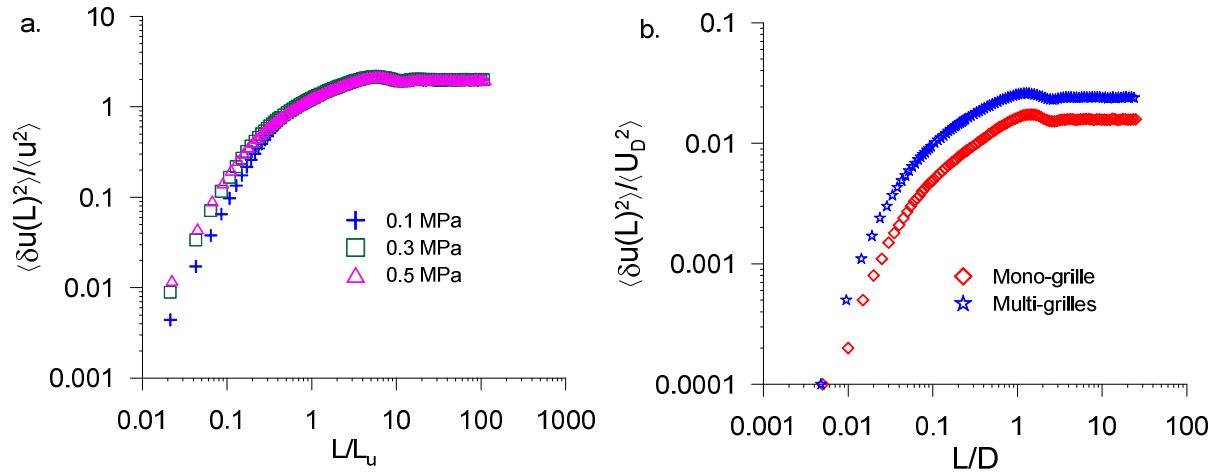 a.
10
1
0.1
0.01
0.001
⟨δu(L)²⟩/⟨u²⟩
0.1 MPa
0.3 MPa
0.5 MPa
0.01
0.1
1
10
100
1000
L/Lᵤ
b.
0.1
0.01
0.001
0.0001
⟨δu(L)²⟩/⟨U_D²⟩
Mono-grille
Multi-grilles
0.001
0.01
0.1
1
10
100
L/D